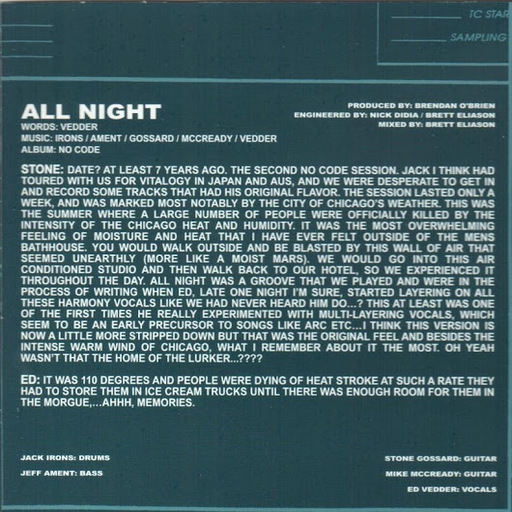 TC STAR
SAMPLING
ALL NIGHT
WORDS: VEDDER
MUSIC: IRONS / AMENT / GOSSARD / MCCREADY / VEDDER
ALBUM: NO CODE
PRODUCED BY: BRENDAN O'BRIEN
ENGINEERED BY: NICK DIDIA / BRETT ELIASON
MIXED BY: BRETT ELIASON
STONE: DATE? AT LEAST 7 YEARS AGO. THE SECOND NO CODE SESSION. JACK I THINK HAD
TOURED WITH US FOR VITALOGY IN JAPAN AND AUS, AND WE WERE DESPERATE TO GET IN
AND RECORD SOME TRACKS THAT HAD HIS ORIGINAL FLAVOR. THE SESSION LASTED ONLY A
WEEK, AND WAS MARKED MOST NOTABLY BY THE CITY OF CHICAGO'S WEATHER. THIS WAS
THE SUMMER WHERE A LARGE NUMBER OF PEOPLE WERE OFFICIALLY KILLED BY THE
INTENSITY OF THE CHICAGO HEAT AND HUMIDITY. IT WAS THE MOST OVERWHELMING
FEELING OF MOISTURE AND HEAT THAT I HAVE EVER FELT OUTSIDE OF THE MENS
BATHHOUSE. YOU WOULD WALK OUTSIDE AND BE BLASTED BY THIS WALL OF AIR THAT
SEEMED UNEARTHLY (MORE LIKE A MOIST MARS). WE WOULD GO INTO THIS AIR
CONDITIONED STUDIO AND THEN WALK BACK TO OUR HOTEL, SO WE EXPERIENCED IT
THROUGHOUT THE DAY. ALL NIGHT WAS A GROOVE THAT WE PLAYED AND WERE IN THE
PROCESS OF WRITING WHEN ED, LATE ONE NIGHT I'M SURE, STARTED LAYERING ON ALL
THESE HARMONY VOCALS LIKE WE HAD NEVER HEARD HIM DO...? THIS AT LEAST WAS ONE
OF THE FIRST TIMES HE REALLY EXPERIMENTED WITH MULTI-LAYERING VOCALS, WHICH
SEEM TO BE AN EARLY PRECURSOR TO SONGS LIKE ARC ETC...I THINK THIS VERSION IS
NOW A LITTLE MORE STRIPPED DOWN BUT THAT WAS THE ORIGINAL FEEL AND BESIDES THE
INTENSE WARM WIND OF CHICAGO, WHAT I REMEMBER ABOUT IT THE MOST. OH YEAH
WASN'T THAT THE HOME OF THE LURKER...????
ED: IT WAS 110 DEGREES AND PEOPLE WERE DYING OF HEAT STROKE AT SUCH A RATE THEY
HAD TO STORE THEM IN ICE CREAM TRUCKS UNTIL THERE WAS ENOUGH ROOM FOR THEM IN
THE MORGUE,...AHHH, MEMORIES.
JACK IRONS: DRUMS
JEFF AMENT: BASS
STONE GOSSARD: GUITAR
MIKE MCCREADY: GUITAR
ED VEDDER: VOCALS